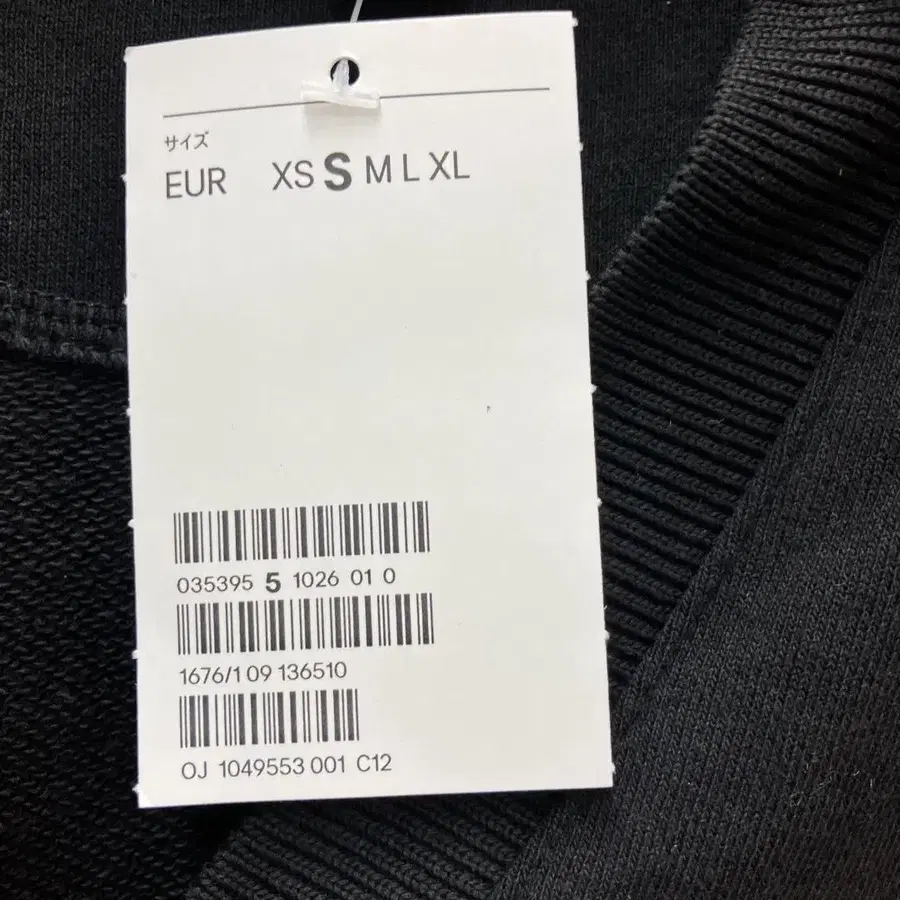 サイズ
EUR XS S M L XL
035395 5 1026 01 0
1676/1 09 136510
OJ 1049553 001 C12